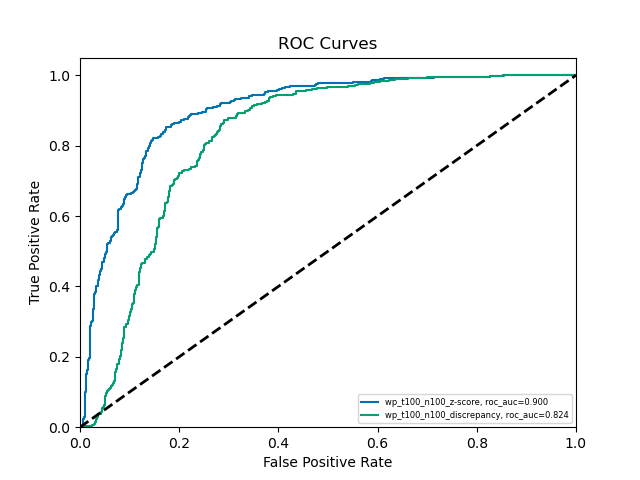 ROC Curves
1.0
0.8
0.6
0.4
0.2
0.0
True Positive Rate
wp_t100_n100_z-score, roc_auc=0.900
wp_t100_n100_discrepancy, roc_auc=0.824
0.0 0.2 0.4 0.6 0.8 1.0
False Positive Rate